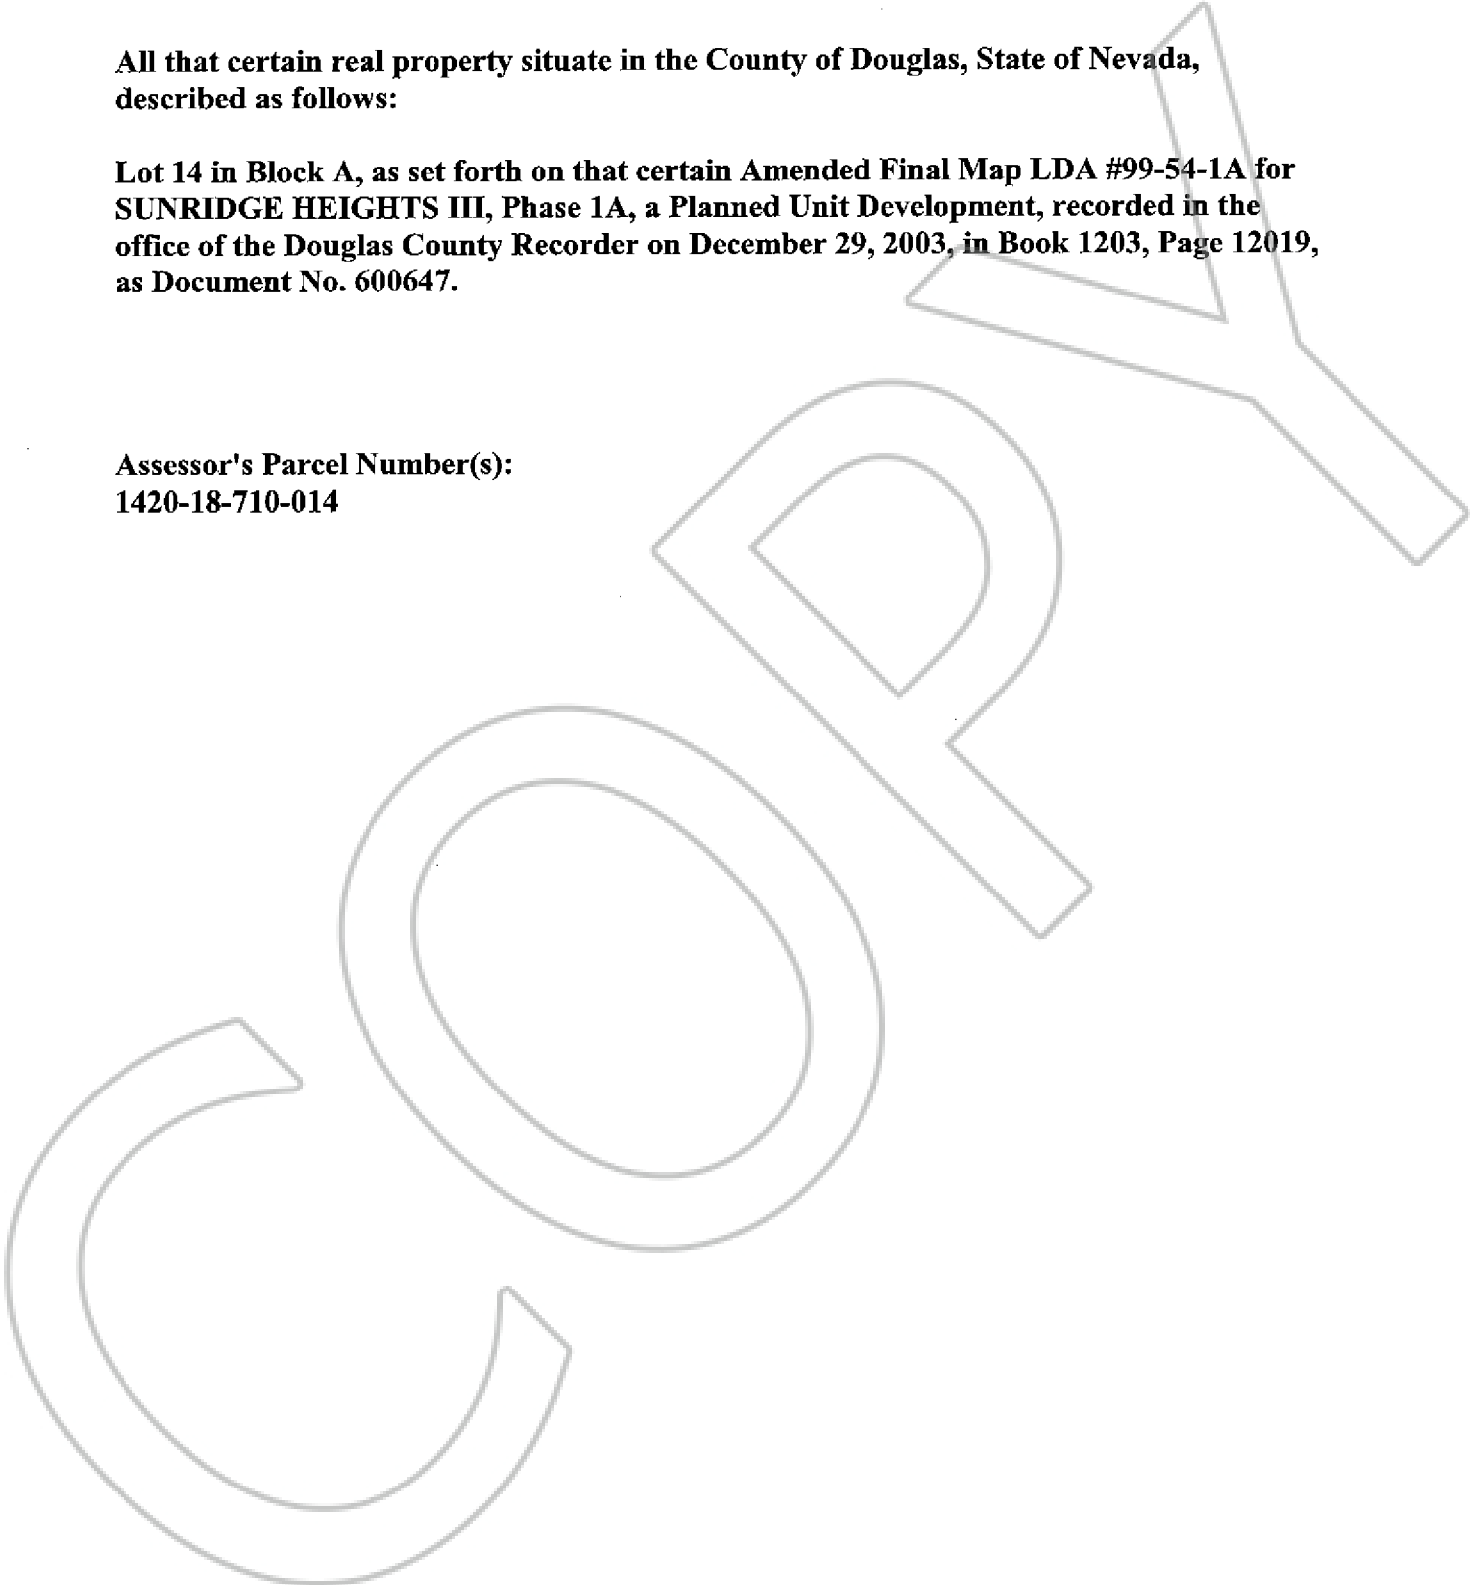 All that certain real property situate in the County of Douglas, State of Nevada,
described as follows:
Lot 14 in Block A, as set forth on that certain Amended Final Map LDA #99-54-1A for
SUNRIDGE HEIGHTS III, Phase 1A, a Planned Unit Development, recorded in the
office of the Douglas County Recorder on December 29, 2003, in Book 1203, Page 12019,
as Document No. 600647.
Assessor's Parcel Number(s):
1420-18-710-014
COPY